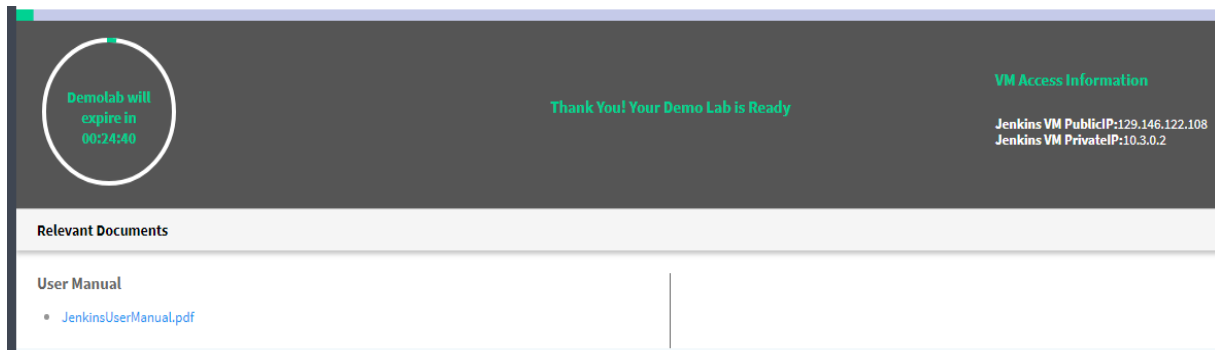 Demolab will
expire in
00:24:40
Thank You! Your Demo Lab is Ready
VM Access Information
Jenkins VM PublicIP:129.146.122.108
Jenkins VM PrivateIP:10.3.0.2
Relevant Documents
User Manual
JenkinsUserManual.pdf